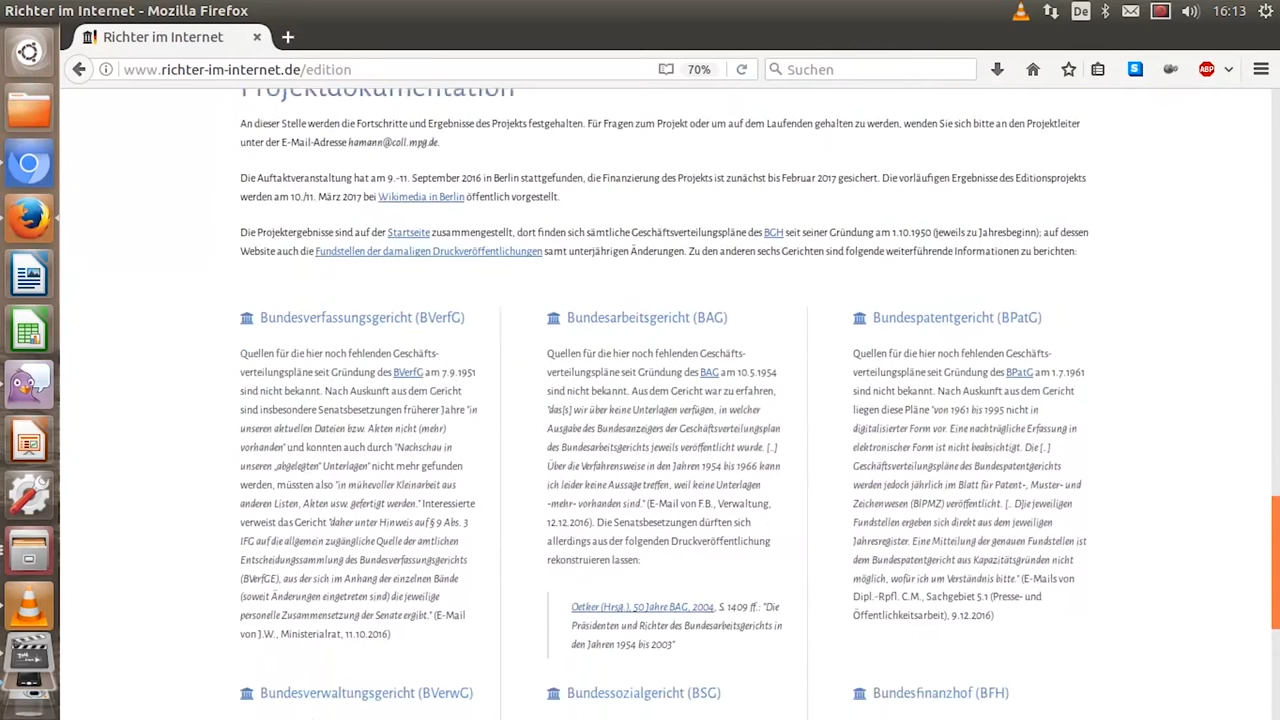 Richter im Internet - Mozilla Firefox
De
16:13
Richter im Internet
www.richter-im-internet.de/edition
70%
Suchen
ABP
Projektdokumentation
An dieser Stelle werden die Fortschritte und Ergebnisse des Projekts festgehalten. Für Fragen zum Projekt oder um auf dem Laufenden gehalten zu werden, wenden Sie sich bitte an den Projektleiter
unter der E-Mail-Adresse hamann@coll.mpg.de.
Die Auftaktveranstaltung hat am 9.-11. September 2016 in Berlin stattgefunden, die Finanzierung des Projekts ist zunächst bis Februar 2017 gesichert. Die vorläufigen Ergebnisse des Editionsprojekts
werden am 10./11. März 2017 bei Wikimedia in Berlin öffentlich vorgestellt.
Die Projektergebnisse sind auf der Startseite zusammengestellt, dort finden sich sämtliche Geschäftsverteilungspläne des BGH seit seiner Gründung am 1.10.1950 (jeweils zu Jahresbeginn); auf dessen
Website auch die Fundstellen der damaligen Druckveröffentlichungen samt unterjährigen Änderungen. Zu den anderen sechs Gerichten sind folgende weiterführende Informationen zu berichten:
Bundesverfassungsgericht (BVerfG)
Quellen für die hier noch fehlenden Geschäfts-
verteilungspläne seit Gründung des BVerfG am 7.9.1951
sind nicht bekannt. Nach Auskunft aus dem Gericht
sind insbesondere Senatsbesetzungen früherer Jahre "in
unseren aktuellen Dateien bzw. Akten nicht (mehr)
vorhanden" und konnten auch durch "Nachschau in
unseren „abgelegten“ Unterlagen" nicht mehr gefunden
werden, müssten also "in mühevoller Kleinarbeit aus
anderen Listen, Akten usw. gefertigt werden." Interessierte
verweist das Gericht "daher unter Hinweis auf § 9 Abs. 3
IFG auf die allgemein zugängliche Quelle der amtlichen
Entscheidungssammlung des Bundesverfassungsgerichts
(BVerfGE), aus der sich im Anhang der einzelnen Bände
(soweit Änderungen eingetreten sind) die jeweilige
personelle Zusammensetzung der Senate ergibt." (E-Mail
von J.W., Ministerialrat, 11.10.2016)
Bundesarbeitsgericht (BAG)
Quellen für die hier noch fehlenden Geschäfts-
verteilungspläne seit Gründung des BAG am 10.5.1954
sind nicht bekannt. Aus dem Gericht war zu erfahren,
"das[s] wir über keine Unterlagen verfügen, in welcher
Ausgabe des Bundesanzeigers der Geschäftsverteilungsplan
des Bundesarbeitsgerichts jeweils veröffentlicht wurde. [..]
Über die Verfahrensweise in den Jahren 1954 bis 1966 kann
ich leider keine Aussage treffen, weil keine Unterlagen
-mehr- vorhanden sind." (E-Mail von F.B., Verwaltung,
12.12.2016). Die Senatsbesetzungen dürften sich
allerdings aus der folgenden Druckveröffentlichung
rekonstruieren lassen:
Oetker (Hrsg.), 50 Jahre BAG, 2004, S. 1409 ff.: "Die
Präsidenten und Richter des Bundesarbeitsgerichts in
den Jahren 1954 bis 2003"
Bundespatentgericht (BPatG)
Quellen für die hier noch fehlenden Geschäfts-
verteilungspläne seit Gründung des BPatG am 1.7.1961
sind nicht bekannt. Nach Auskunft aus dem Gericht
liegen diese Pläne "von 1961 bis 1995 nicht in
digitalisierter Form vor. Eine nachträgliche Erfassung in
elektronischer Form ist nicht beabsichtigt. Die [..]
Geschäftsverteilungspläne des Bundespatentgerichts
werden jedoch jährlich im Blatt für Patent-, Muster- und
Zeichenwesen (BlPMZ) veröffentlicht. [.. D]ie jeweiligen
Fundstellen ergeben sich direkt aus dem jeweiligen
Jahresregister. Eine Mitteilung der genauen Fundstellen ist
dem Bundespatentgericht aus Kapazitätsgründen nicht
möglich, wofür ich um Verständnis bitte." (E-Mails von
Dipl.-Rpfl. C.M., Sachgebiet 5.1 (Presse- und
Öffentlichkeitsarbeit), 9.12.2016)
Bundesverwaltungsgericht (BVerwG)
Bundessozialgericht (BSG)
Bundesfinanzhof (BFH)